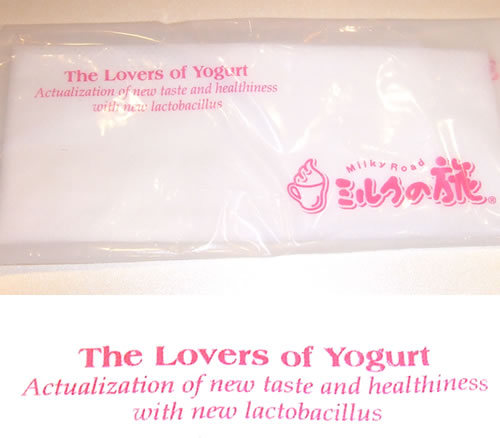 The Lovers of Yogurt
Actualization of new taste and healthiness
with new lactobacillus
Milky Road
ミルクの旅®
The Lovers of Yogurt
Actualization of new taste and healthiness
with new lactobacillus